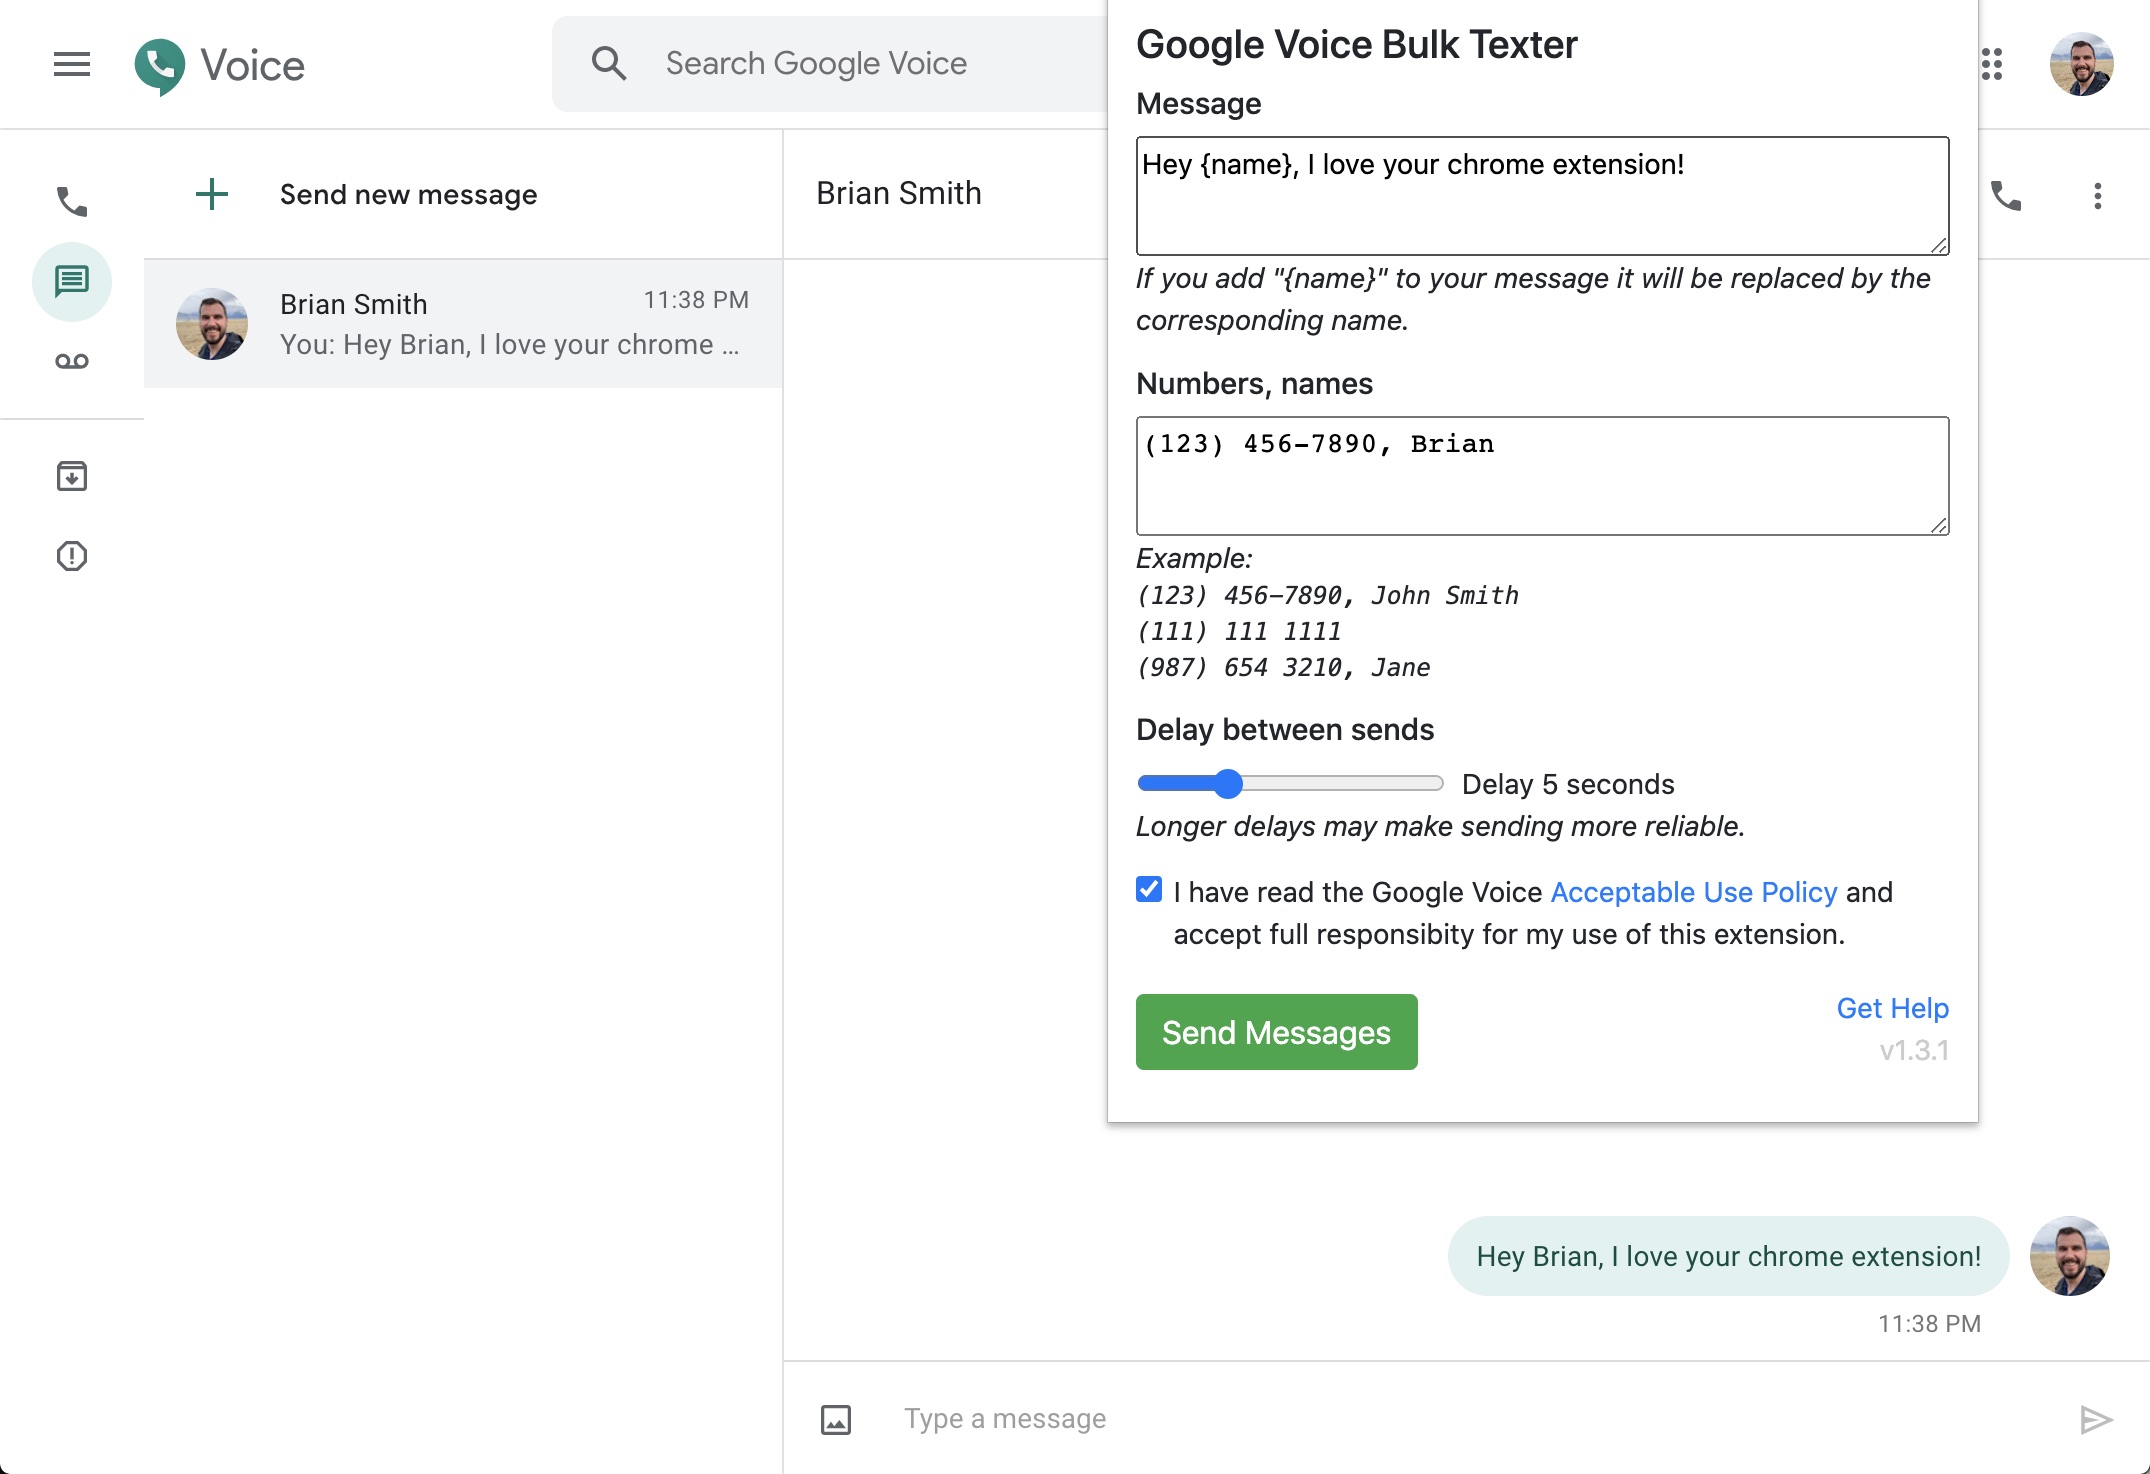 Voice
Search Google Voice
Send new message
Brian Smith
11:38 PM
You: Hey Brian, I love your chrome ...
Brian Smith
Google Voice Bulk Texter
Message
Hey {name}, I love your chrome extension!
If you add "{name}" to your message it will be replaced by the
corresponding name.
Numbers, names
(123) 456-7890, Brian
Example:
(123) 456-7890, John Smith
(111) 111 1111
(987) 654 3210, Jane
Delay between sends
Delay 5 seconds
Longer delays may make sending more reliable.
I have read the Google Voice Acceptable Use Policy and
accept full responsibity for my use of this extension.
Send Messages
Get Help
v1.3.1
Hey Brian, I love your chrome extension!
11:38 PM
Type a message